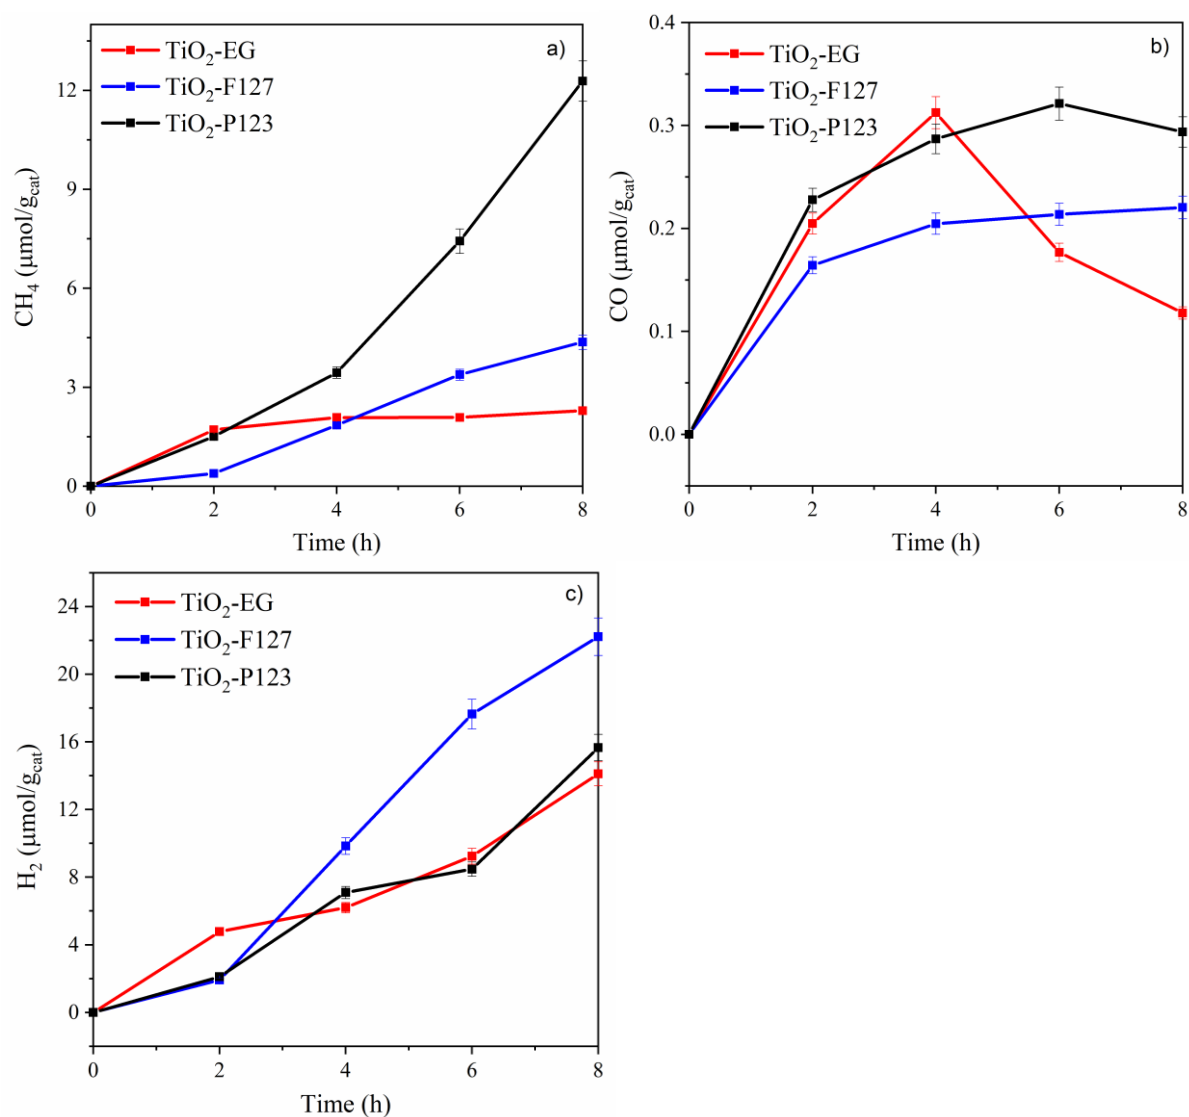 a)
TiO₂-EG
TiO₂-F127
TiO₂-P123
12
9
6
3
0
CH₄ (μmol/g_cat)
0 2 4 6 8
Time (h)
b)
TiO₂-EG
TiO₂-F127
TiO₂-P123
0.4
0.3
0.2
0.1
0.0
CO (μmol/g_cat)
0 2 4 6 8
Time (h)
c)
TiO₂-EG
TiO₂-F127
TiO₂-P123
24
20
16
12
8
4
0
H₂ (μmol/g_cat)
0 2 4 6 8
Time (h)